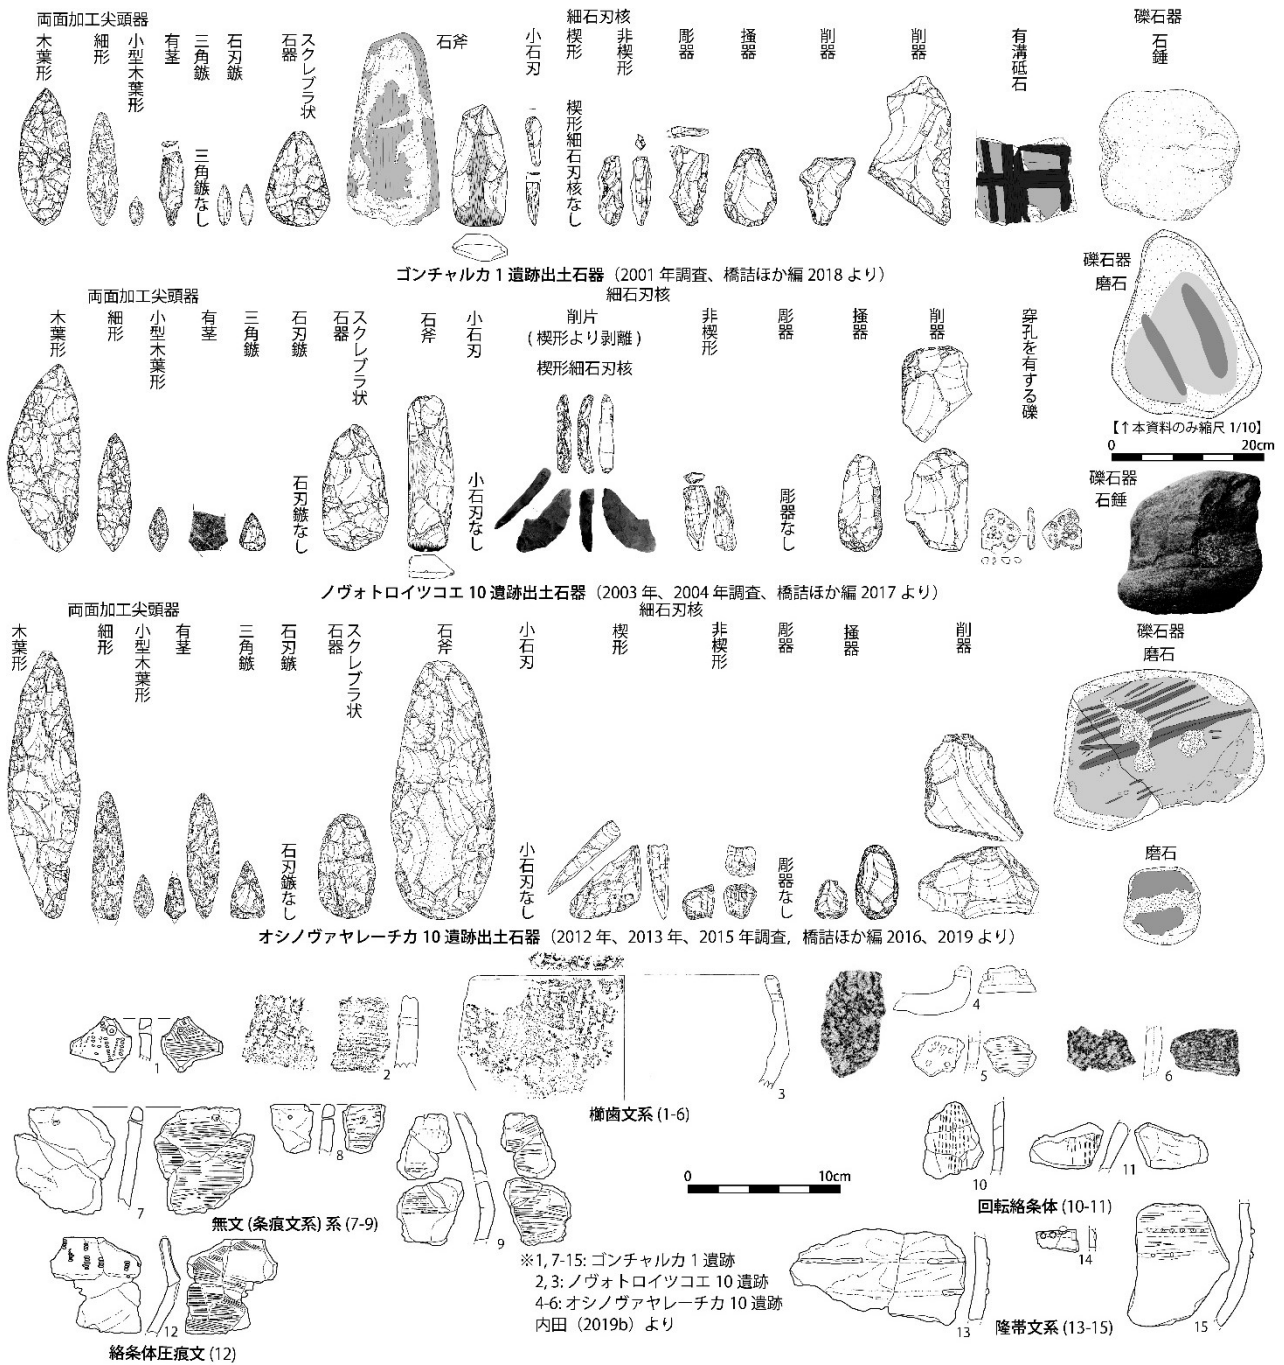 両面加工尖頭器
木葉形
細形
小型木葉形
有茎
三角鏃
三角鏃なし
石刃鏃
スクレブラ状
石器
石斧
小石刃
細石刃核
楔形
楔形細石刃核なし
非楔形
彫器
掻器
削器
削器
有溝砥石
礫石器
石錘
ゴンチャルカ 1 遺跡出土石器（2001 年調査、橋詰ほか編 2018 より）
礫石器
磨石
【↑本資料のみ縮尺 1/10】
0
20cm
両面加工尖頭器
木葉形
細形
小型木葉形
有茎
三角鏃
石刃鏃
石刃鏃なし
スクレブラ状
石器
石斧
小石刃
小石刃なし
細石刃核
削片
( 楔形より剥離 )
楔形細石刃核
非楔形
彫器
彫器なし
掻器
削器
穿孔を有する礫
礫石器
石錘
ノヴォトロイツコエ 10 遺跡出土石器（2003 年、2004 年調査、橋詰ほか編 2017 より）
両面加工尖頭器
木葉形
細形
小型木葉形
有茎
三角鏃
石刃鏃
石刃鏃なし
スクレブラ状
石器
石斧
小石刃
小石刃なし
細石刃核
楔形
非楔形
彫器
彫器なし
掻器
削器
礫石器
磨石
磨石
オシノヴァヤレーチカ 10 遺跡出土石器（2012 年、2013 年、2015 年調査，橋詰ほか編 2016、2019 より）
1
2
3
4
5
6
櫛歯文系 (1-6)
7
8
9
無文 (条痕文系) 系 (7-9)
0
10cm
10
11
回転絡条体 (10-11)
12
絡条体圧痕文 (12)
※1, 7-15: ゴンチャルカ 1 遺跡
2, 3: ノヴォトロイツコエ 10 遺跡
4-6: オシノヴァヤレーチカ 10 遺跡
内田（2019b）より
13
14
15
隆帯文系 (13-15)